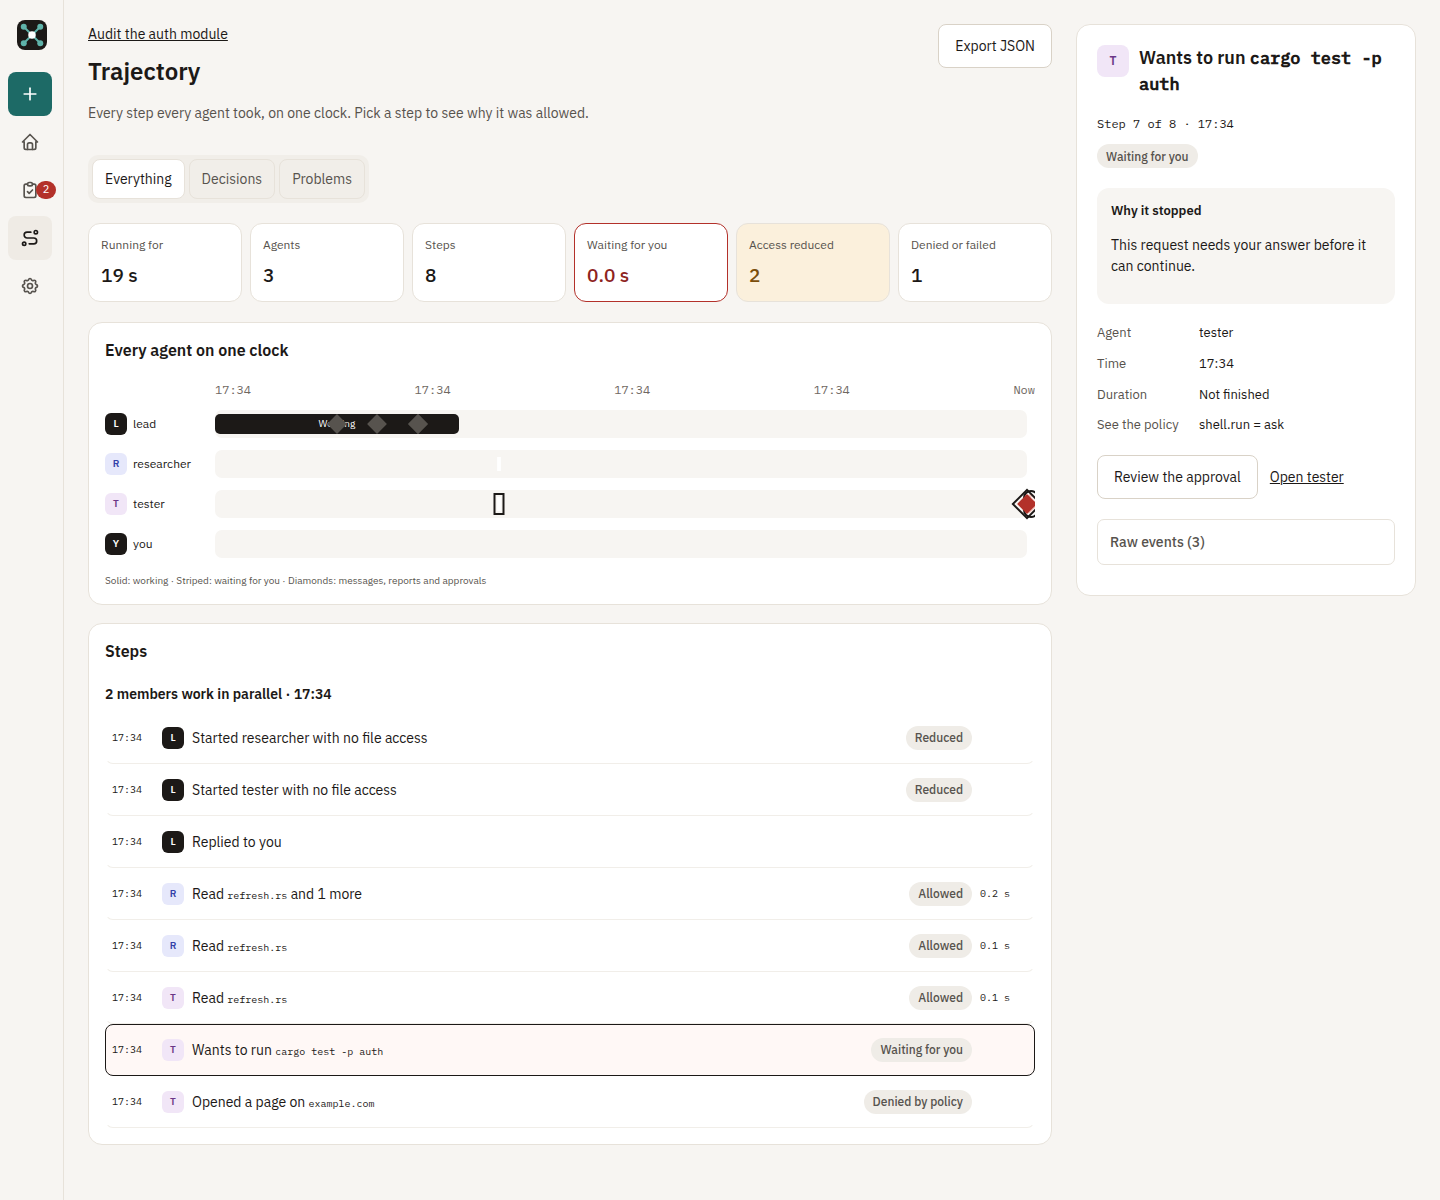 2
Audit the auth module
Trajectory
Every step every agent took, on one clock. Pick a step to see why it was allowed.
Export JSON
Everything
Decisions
Problems
Running for
19 s
Agents
3
Steps
8
Waiting for you
0.0 s
Access reduced
2
Denied or failed
1
Every agent on one clock
17:34 17:34 17:34 17:34 Now
L lead
R researcher
T tester
Y you
Solid: working · Striped: waiting for you · Diamonds: messages, reports and approvals
Steps
2 members work in parallel · 17:34
17:34 L Started researcher with no file access Reduced
17:34 L Started tester with no file access Reduced
17:34 L Replied to you
17:34 R Read refresh.rs and 1 more Allowed 0.2 s
17:34 R Read refresh.rs Allowed 0.1 s
17:34 T Read refresh.rs Allowed 0.1 s
17:34 T Wants to run cargo test -p auth Waiting for you
17:34 T Opened a page on example.com Denied by policy
T Wants to run cargo test -p
auth
Step 7 of 8 · 17:34
Waiting for you
Why it stopped
This request needs your answer before it
can continue.
Agent tester
Time 17:34
Duration Not finished
See the policy shell.run = ask
Review the approval
Open tester
Raw events (3)